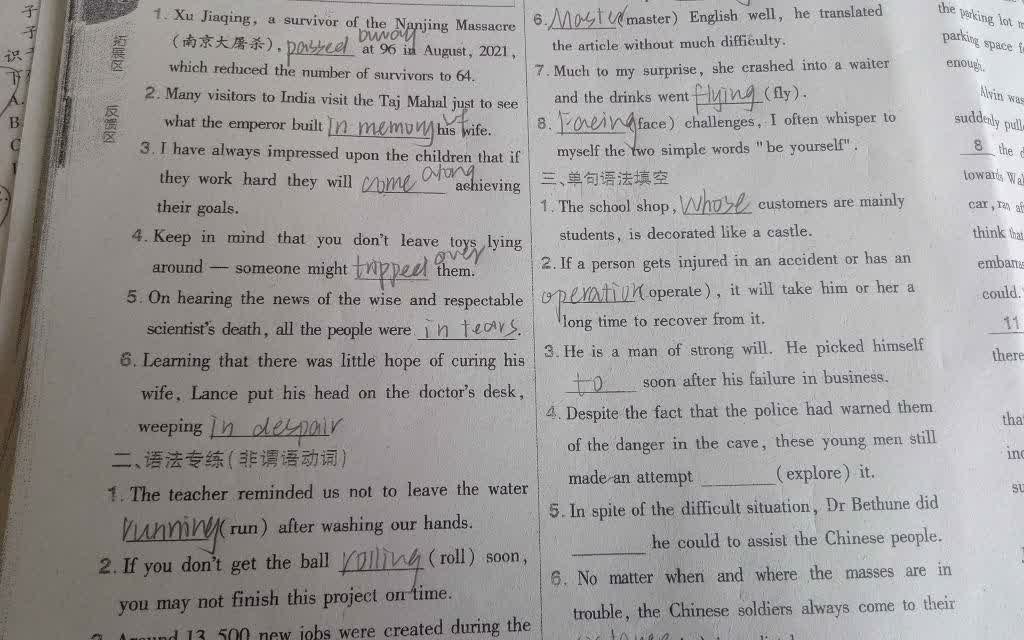 子
子
识
下
A.
B
C
拓展区
反馈区
1. Xu Jiaqing, a survivor of the Nanjing Massacre
away
(南京大屠杀), passed at 96 in August, 2021,
which reduced the number of survivors to 64.
2. Many visitors to India visit the Taj Mahal just to see
of
what the emperor built In memory his wife.
3. I have always impressed upon the children that if
along
they work hard they will come achieving
their goals.
4. Keep in mind that you don't leave toys lying
over
around — someone might tripped them.
5. On hearing the news of the wise and respectable
scientist's death, all the people were in tears.
6. Learning that there was little hope of curing his
wife, Lance put his head on the doctor's desk,
weeping In despair
二、语法专练(非谓语动词)
1. The teacher reminded us not to leave the water
running (run) after washing our hands.
2. If you don't get the ball rolling (roll) soon,
you may not finish this project on time.
3. Around 13,500 new jobs were created during the
6. Master (master) English well, he translated
the article without much difficulty.
7. Much to my surprise, she crashed into a waiter
and the drinks went flying (fly).
8. Facing (face) challenges, I often whisper to
myself the two simple words "be yourself".
三、单句语法填空
1. The school shop, whose customers are mainly
students, is decorated like a castle.
2. If a person gets injured in an accident or has an
operation (operate), it will take him or her a
long time to recover from it.
3. He is a man of strong will. He picked himself
to soon after his failure in business.
4. Despite the fact that the police had warned them
of the danger in the cave, these young men still
made an attempt ______ (explore) it.
5. In spite of the difficult situation, Dr Bethune did
______ he could to assist the Chinese people.
6. No matter when and where the masses are in
trouble, the Chinese soldiers always come to their
the parking lot
parking space
enough.
Alvin was
suddenly
8 the
towards
car, ran
think that
could.
11
there